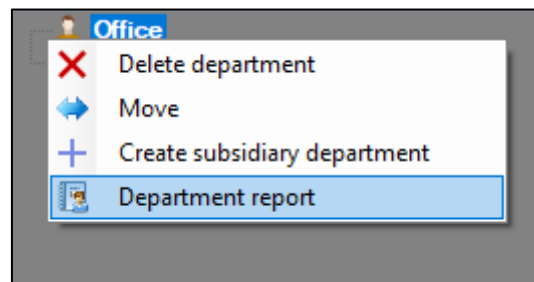 Office
Delete department
Move
Create subsidiary department
Department report